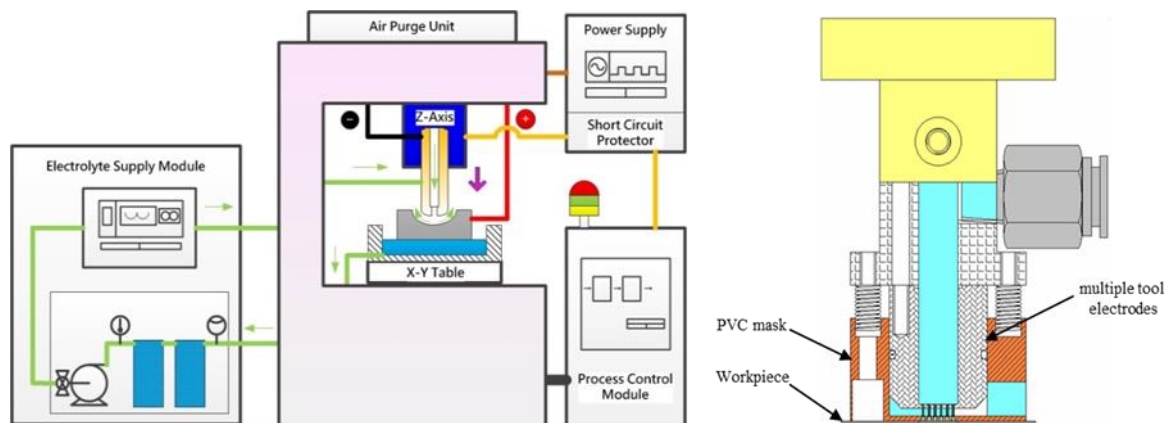 Air Purge Unit
Power Supply
Z-Axis
Short Circuit
Protector
Electrolyte Supply Module
X-Y Table
Process Control
Module
multiple tool
electrodes
PVC mask
Workpiece